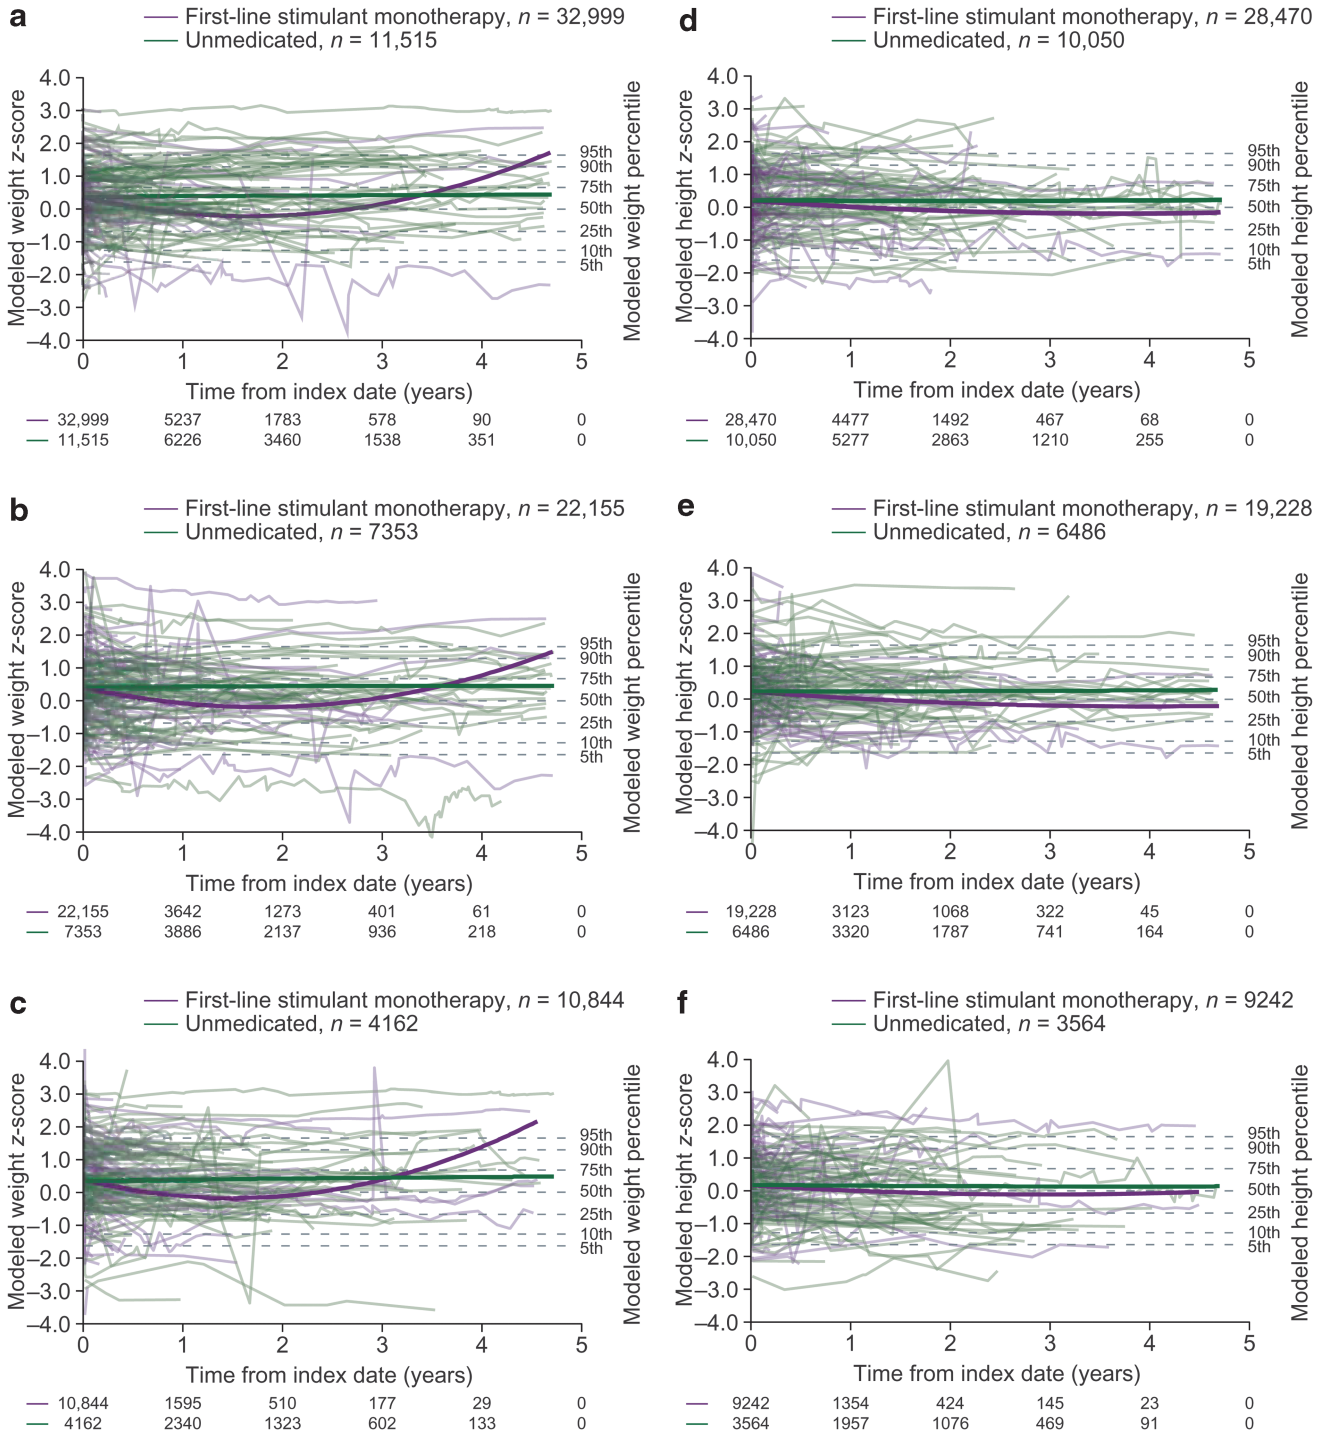 a
First-line stimulant monotherapy, n = 32,999
Unmedicated, n = 11,515
Modeled weight z-score
4.0
3.0
2.0
1.0
0.0
–1.0
–2.0
–3.0
–4.0
95th
90th
75th
50th
25th
10th
5th
Modeled weight percentile
0 1 2 3 4 5
Time from index date (years)
32,999 5237 1783 578 90 0
11,515 6226 3460 1538 351 0
d
First-line stimulant monotherapy, n = 28,470
Unmedicated, n = 10,050
Modeled height z-score
4.0
3.0
2.0
1.0
0.0
–1.0
–2.0
–3.0
–4.0
95th
90th
75th
50th
25th
10th
5th
Modeled height percentile
0 1 2 3 4 5
Time from index date (years)
28,470 4477 1492 467 68 0
10,050 5277 2863 1210 255 0
b
First-line stimulant monotherapy, n = 22,155
Unmedicated, n = 7353
Modeled weight z-score
4.0
3.0
2.0
1.0
0.0
–1.0
–2.0
–3.0
–4.0
95th
90th
75th
50th
25th
10th
5th
Modeled weight percentile
0 1 2 3 4 5
Time from index date (years)
22,155 3642 1273 401 61 0
7353 3886 2137 936 218 0
e
First-line stimulant monotherapy, n = 19,228
Unmedicated, n = 6486
Modeled height z-score
4.0
3.0
2.0
1.0
0.0
–1.0
–2.0
–3.0
–4.0
95th
90th
75th
50th
25th
10th
5th
Modeled height percentile
0 1 2 3 4 5
Time from index date (years)
19,228 3123 1068 322 45 0
6486 3320 1787 741 164 0
c
First-line stimulant monotherapy, n = 10,844
Unmedicated, n = 4162
Modeled weight z-score
4.0
3.0
2.0
1.0
0.0
–1.0
–2.0
–3.0
–4.0
95th
90th
75th
50th
25th
10th
5th
Modeled weight percentile
0 1 2 3 4 5
Time from index date (years)
10,844 1595 510 177 29 0
4162 2340 1323 602 133 0
f
First-line stimulant monotherapy, n = 9242
Unmedicated, n = 3564
Modeled height z-score
4.0
3.0
2.0
1.0
0.0
–1.0
–2.0
–3.0
–4.0
95th
90th
75th
50th
25th
10th
5th
Modeled height percentile
0 1 2 3 4 5
Time from index date (years)
9242 1354 424 145 23 0
3564 1957 1076 469 91 0